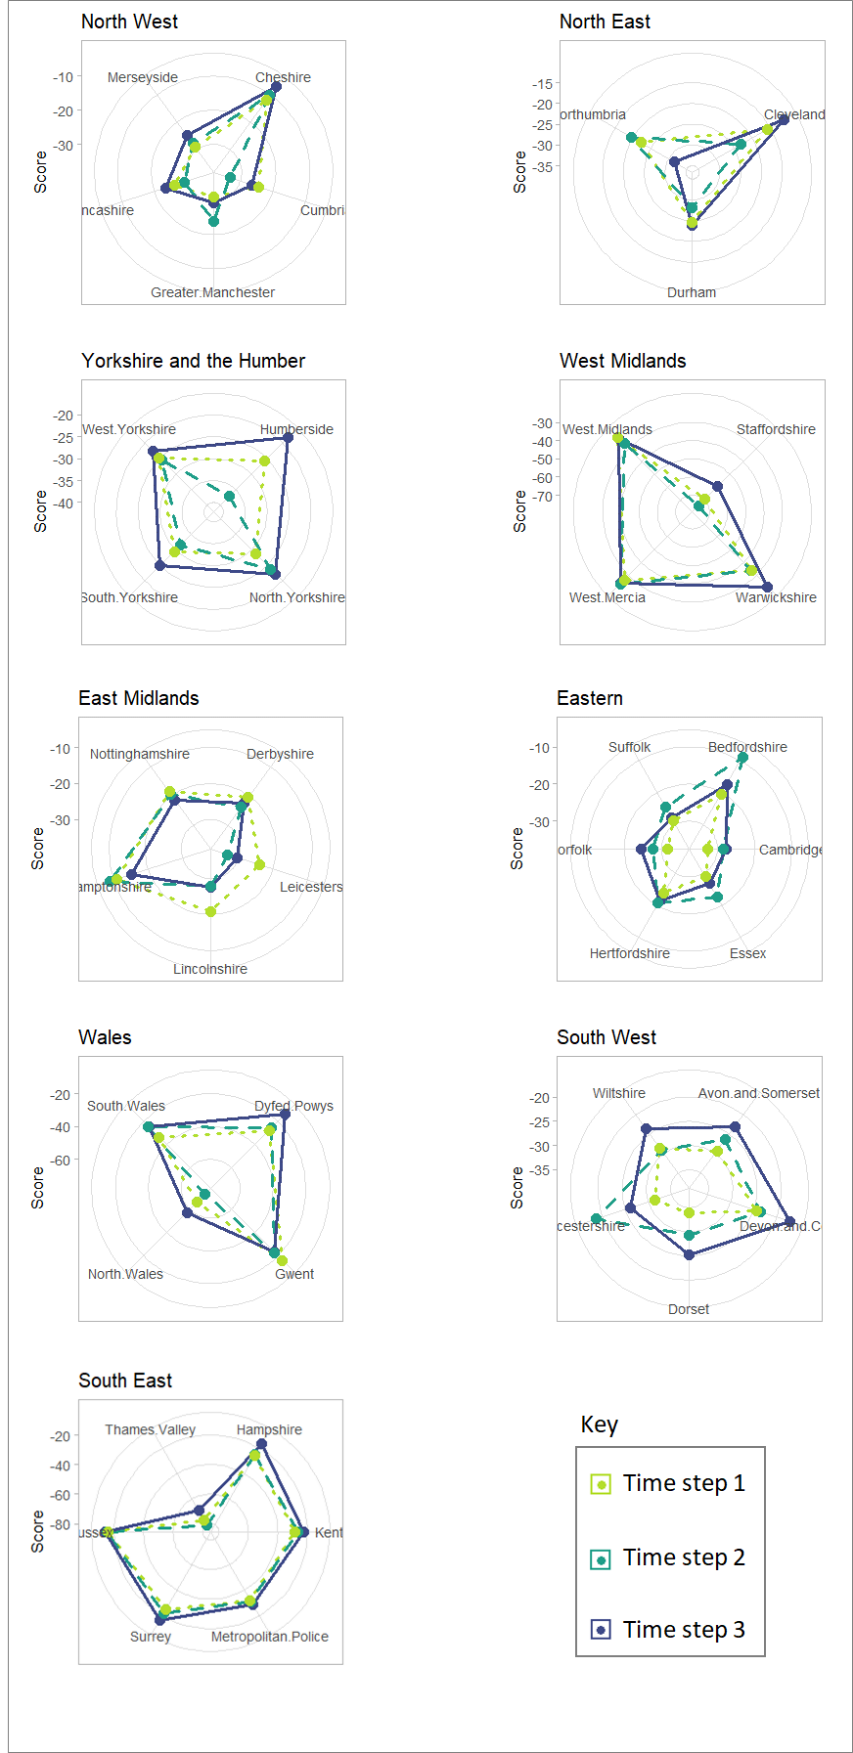 North West
-10
-20
-30
Score
Merseyside
Cheshire
ncashire
Cumbri
Greater.Manchester
North East
-15
-20
-25
-30
-35
Score
orthumbria
Cleveland
Durham
Yorkshire and the Humber
-20
-25
-30
-35
-40
Score
West.Yorkshire
Humberside
South.Yorkshire
North.Yorkshire
West Midlands
-30
-40
-50
-60
-70
Score
West.Midlands
Staffordshire
West.Mercia
Warwickshire
East Midlands
-10
-20
-30
Score
Nottinghamshire
Derbyshire
amptonshire
Leicesters
Lincolnshire
Eastern
-10
-20
-30
Score
Suffolk
Bedfordshire
orfolk
Cambridge
Hertfordshire
Essex
Wales
-20
-40
-60
Score
South.Wales
Dyfed.Powys
North.Wales
Gwent
South West
-20
-25
-30
-35
Score
Wiltshire
Avon.and.Somerset
cestershire
Devon.and.C
Dorset
South East
-20
-40
-60
-80
Score
Thames.Valley
Hampshire
ussex
Kent
Surrey
Metropolitan.Police
Key
Time step 1
Time step 2
Time step 3